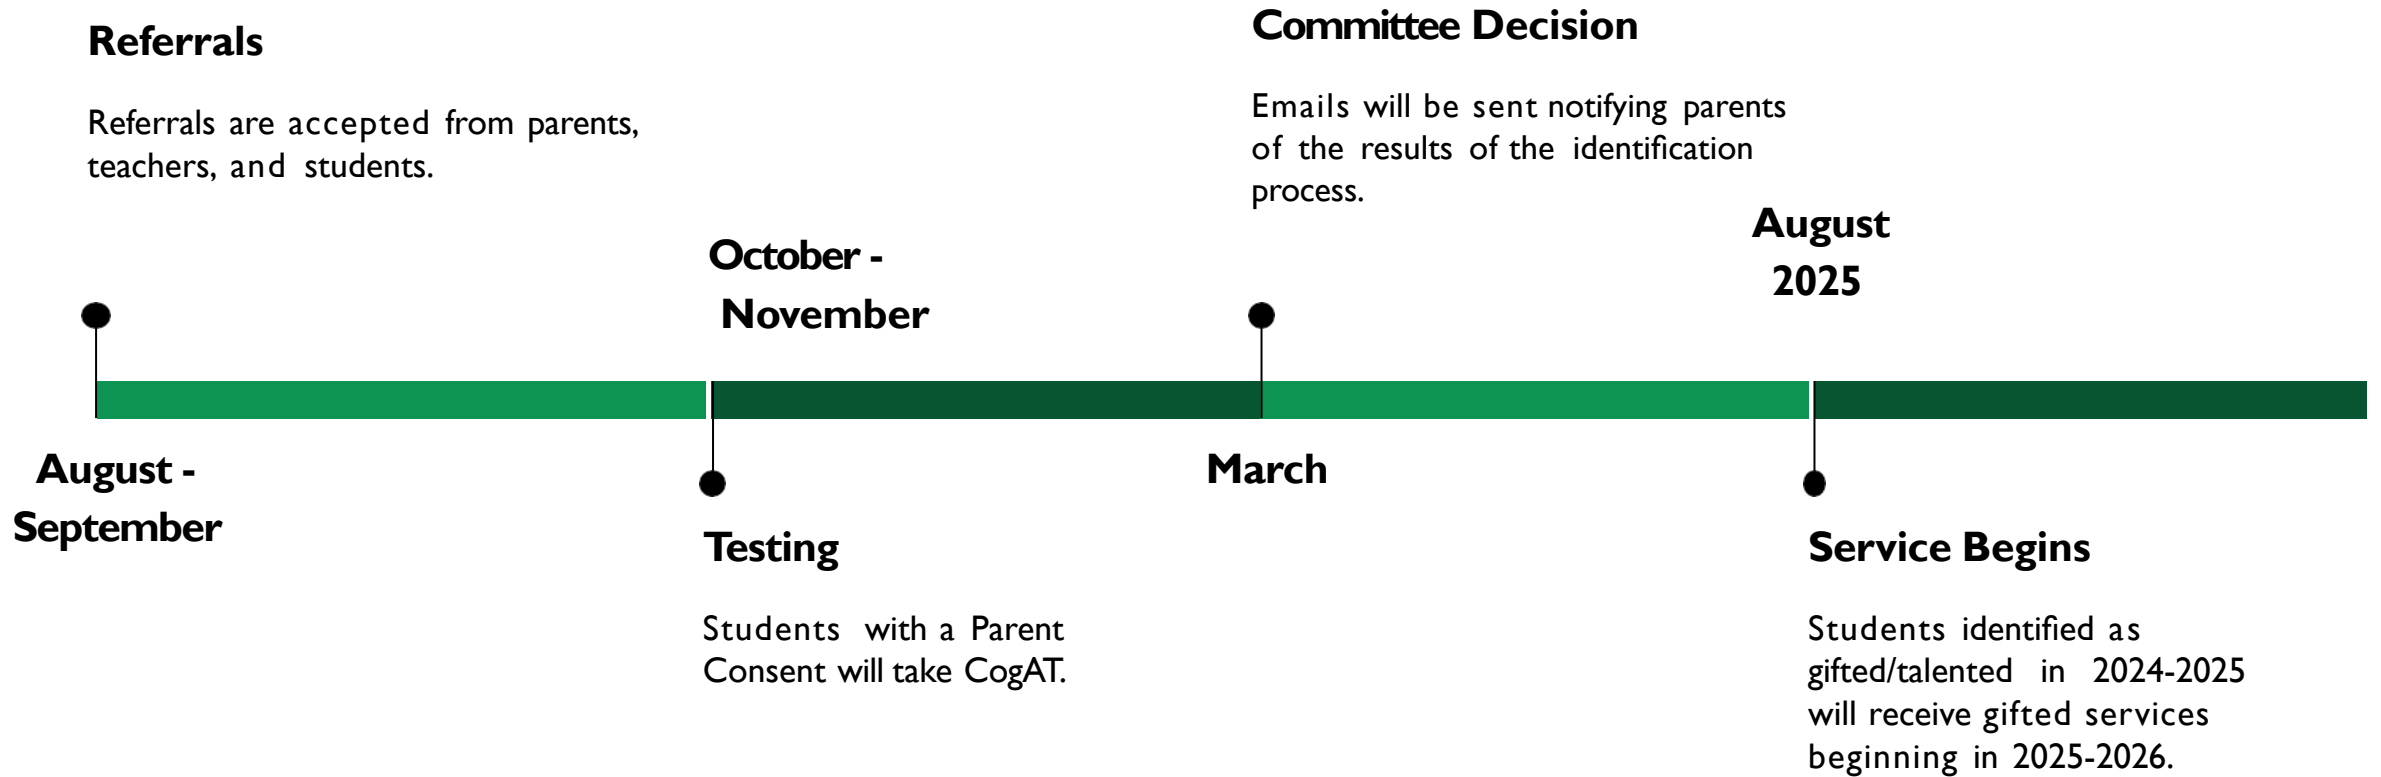 Referrals
Referrals are accepted from parents,
teachers, and students.
August -
September
October -
November
Testing
Students with a Parent
Consent will take CogAT.
Committee Decision
Emails will be sent notifying parents
of the results of the identification
process.
March
August
2025
Service Begins
Students identified as
gifted/talented in 2024-2025
will receive gifted services
beginning in 2025-2026.